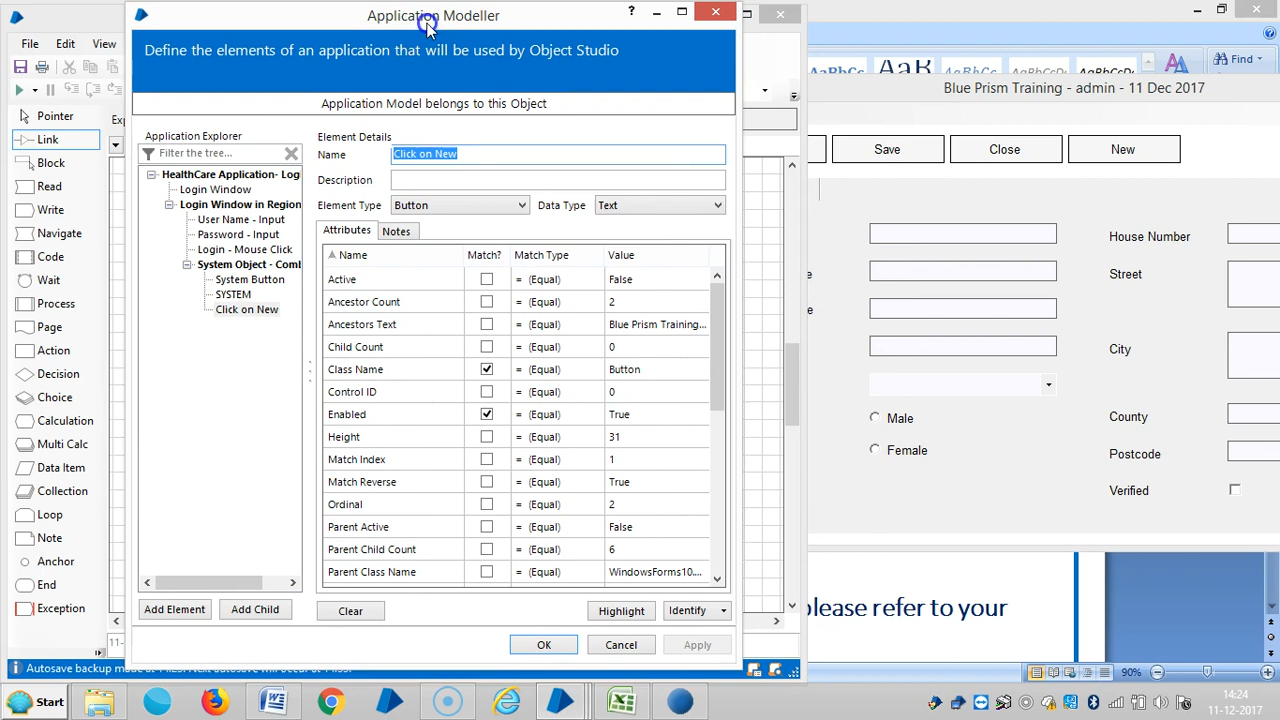 Application Modeller
?
File Edit View
Define the elements of an application that will be used by Object Studio
Application Model belongs to this Object
Find
Blue Prism Training - admin - 11 Dec 2017
Save Close New
Pointer
Link
Block
Read
Write
Navigate
Code
Wait
Process
Page
Action
Decision
Choice
Calculation
Multi Calc
Data Item
Collection
Loop
Note
Anchor
End
Exception
Application Explorer
Filter the tree...
HealthCare Application- Logi
Login Window
Login Window in Region
User Name - Input
Password - Input
Login - Mouse Click
System Object - Coml
System Button
SYSTEM
Click on New
Add Element Add Child
Element Details
Name Click on New
Description
Element Type Button Data Type Text
Attributes Notes
Name Match? Match Type Value
Active = (Equal) False
Ancestor Count = (Equal) 2
Ancestors Text = (Equal) Blue Prism Training...
Child Count = (Equal) 0
Class Name = (Equal) Button
Control ID = (Equal) 0
Enabled = (Equal) True
Height = (Equal) 31
Match Index = (Equal) 1
Match Reverse = (Equal) True
Ordinal = (Equal) 2
Parent Active = (Equal) False
Parent Child Count = (Equal) 6
Parent Class Name = (Equal) WindowsForms10....
Clear Highlight Identify
OK Cancel Apply
House Number
Street
City
Male
County
Female
Postcode
Verified
please refer to your
90%
Start
14:24
11-12-2017